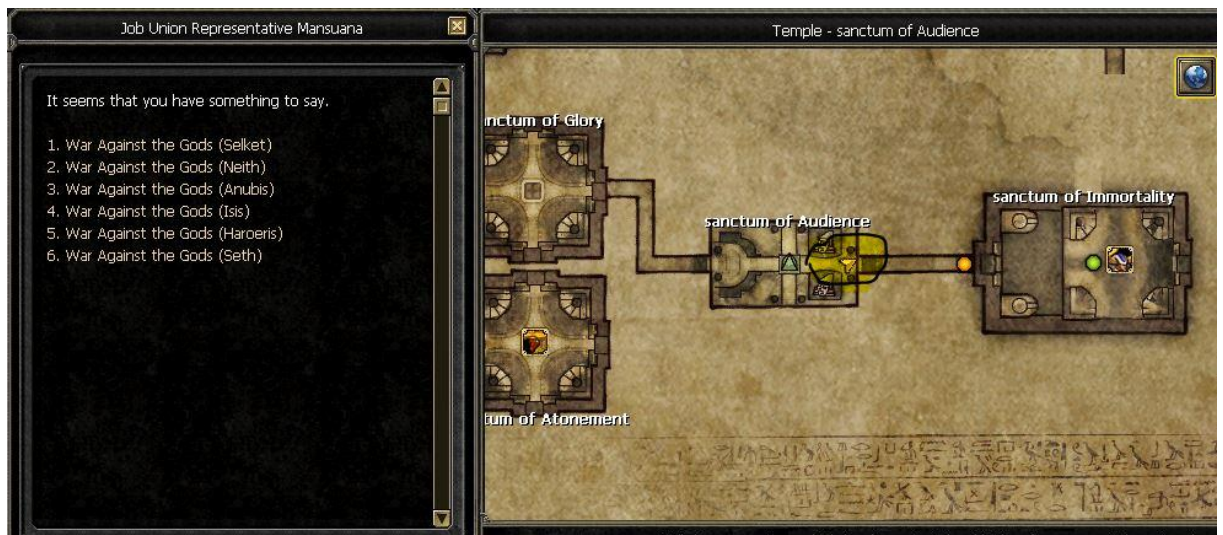 Job Union Representative Mansuana
It seems that you have something to say.
1. War Against the Gods (Selket)
2. War Against the Gods (Neith)
3. War Against the Gods (Anubis)
4. War Against the Gods (Isis)
5. War Against the Gods (Haroeris)
6. War Against the Gods (Seth)
Temple - sanctum of Audience
nctum of Glory
sanctum of Audience
sanctum of Immortality
tum of Atonement